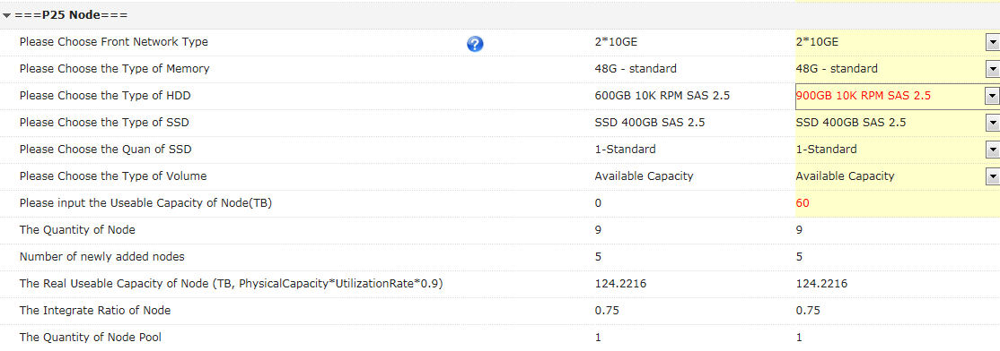 ===P25 Node===
Please Choose Front Network Type ? 2*10GE 2*10GE
Please Choose the Type of Memory 48G - standard 48G - standard
Please Choose the Type of HDD 600GB 10K RPM SAS 2.5 900GB 10K RPM SAS 2.5
Please Choose the Type of SSD SSD 400GB SAS 2.5 SSD 400GB SAS 2.5
Please Choose the Quan of SSD 1-Standard 1-Standard
Please Choose the Type of Volume Available Capacity Available Capacity
Please input the Useable Capacity of Node(TB) 0 60
The Quantity of Node 9 9
Number of newly added nodes 5 5
The Real Useable Capacity of Node (TB, PhysicalCapacity*UtilizationRate*0.9) 124.2216 124.2216
The Integrate Ratio of Node 0.75 0.75
The Quantity of Node Pool 1 1